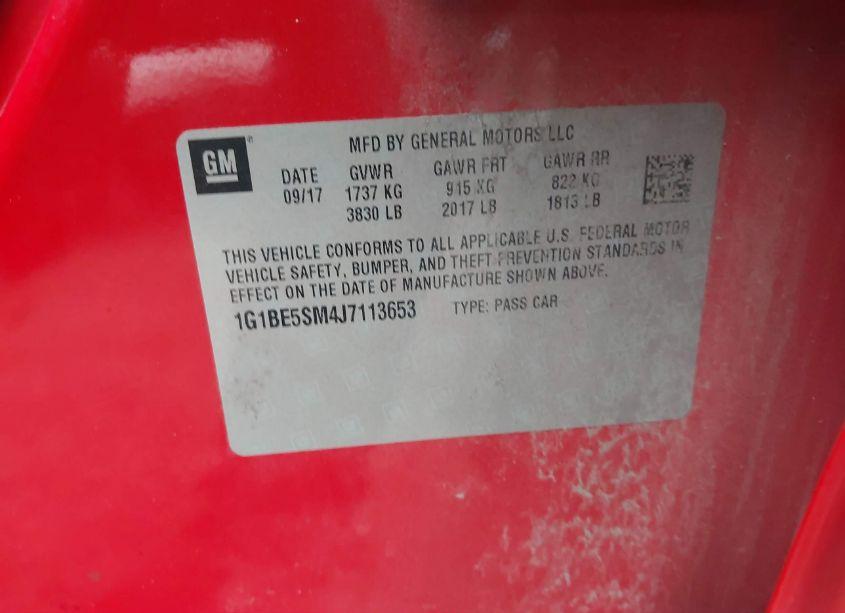 GM
MFD BY GENERAL MOTORS LLC
DATE GVWR GAWR FRT GAWR RR
09/17 1737 KG 915 KG 822 KG
3830 LB 2017 LB 1813 LB
THIS VEHICLE CONFORMS TO ALL APPLICABLE U.S. FEDERAL MOTOR
VEHICLE SAFETY, BUMPER, AND THEFT PREVENTION STANDARDS IN
EFFECT ON THE DATE OF MANUFACTURE SHOWN ABOVE.
1G1BE5SM4J7113653 TYPE: PASS CAR